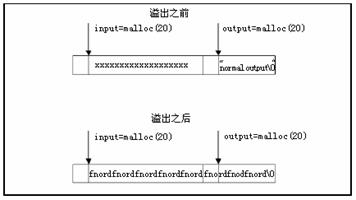 溢出之前
input=malloc(20) output=malloc(20)
xxxxxxxxxxxxxxxxxxx "normal output\0"
溢出之后
input=malloc(20) output=malloc(20)
fnordfnordfnordfnordfnord fnordfnodfnord\0